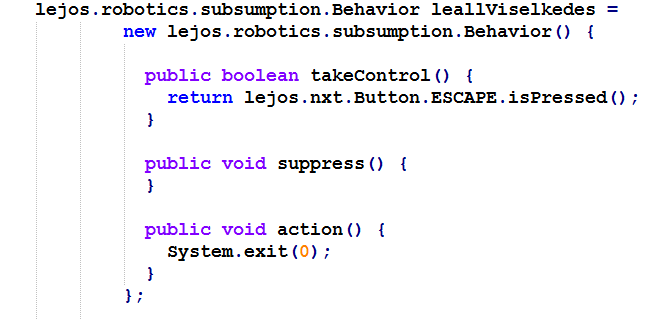 lejos.robotics.subsumption.Behavior leallViselkedes =
new lejos.robotics.subsumption.Behavior() {
public boolean takeControl() {
return lejos.nxt.Button.ESCAPE.isPressed();
}
public void suppress() {
}
public void action() {
System.exit(0);
}
};